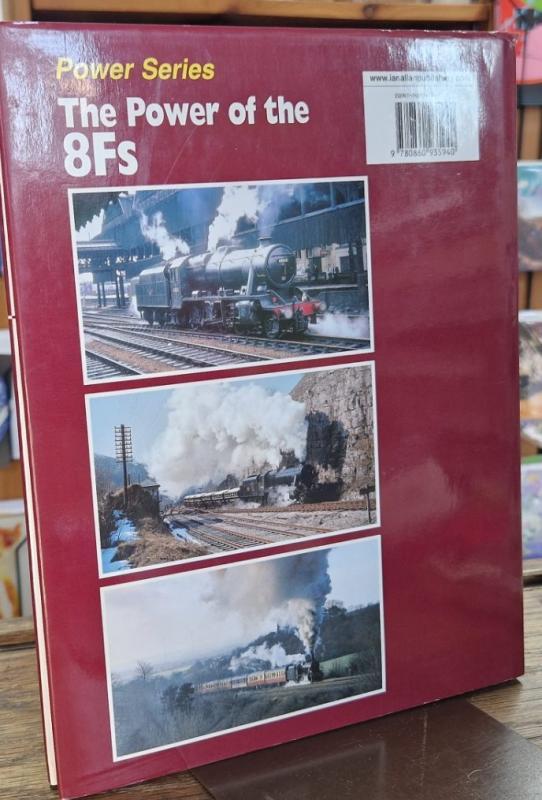 Power Series
The Power of the
8Fs
www.ianallanpublishing.com
9 780860 935940